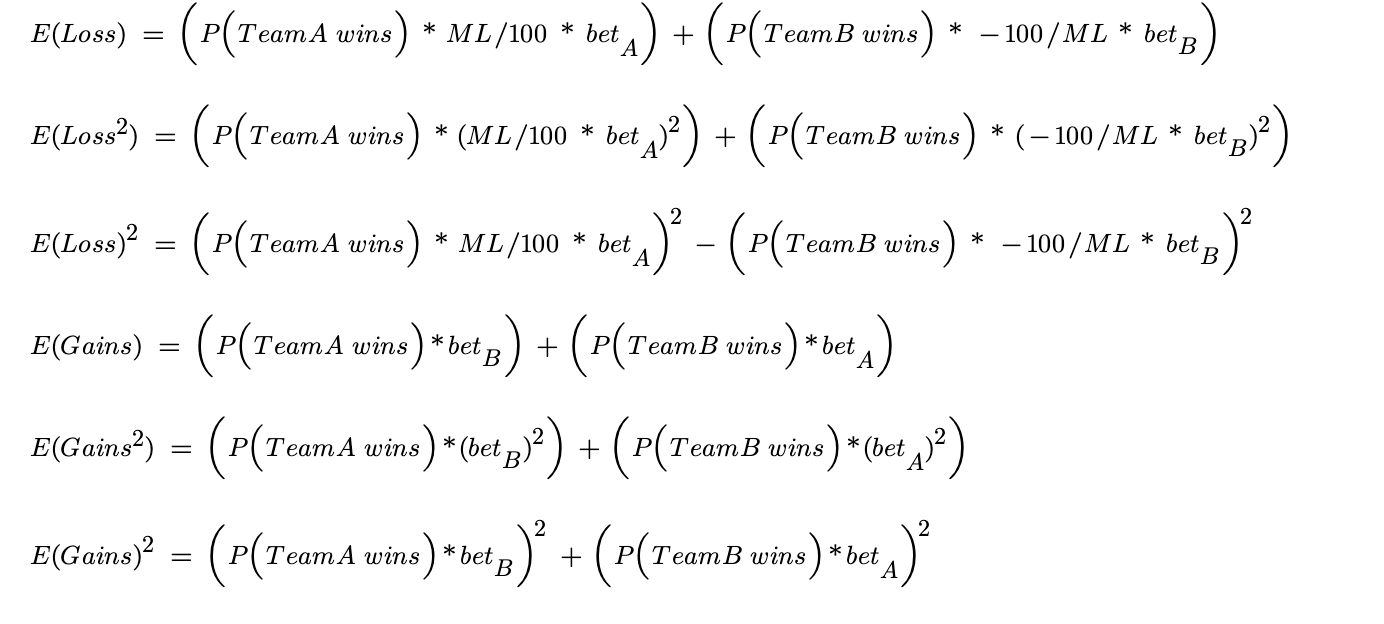 E(Loss) = (P(TeamA wins) * ML/100 * bet_A) + (P(TeamB wins) * −100/ML * bet_B)
E(Loss²) = (P(TeamA wins) * (ML/100 * bet_A)²) + (P(TeamB wins) * (−100/ML * bet_B)²)
E(Loss)² = (P(TeamA wins) * ML/100 * bet_A)² − (P(TeamB wins) * −100/ML * bet_B)²
E(Gains) = (P(TeamA wins)*bet_B) + (P(TeamB wins)*bet_A)
E(Gains²) = (P(TeamA wins)*(bet_B)²) + (P(TeamB wins)*(bet_A)²)
E(Gains)² = (P(TeamA wins)*bet_B)² + (P(TeamB wins)*bet_A)²